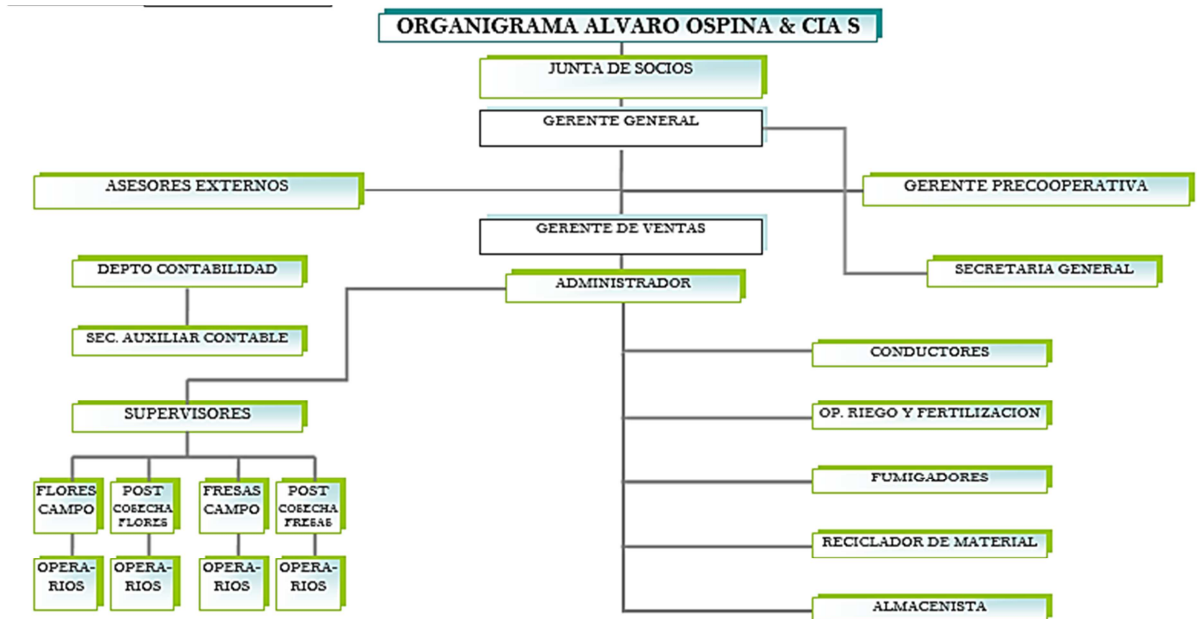 ORGANIGRAMA ALVARO OSPINA & CIA S
JUNTA DE SOCIOS
GERENTE GENERAL
ASESORES EXTERNOS
GERENTE PRECOOPERATIVA
GERENTE DE VENTAS
DEPTO CONTABILIDAD
SECRETARIA GENERAL
ADMINISTRADOR
SEC. AUXILIAR CONTABLE
CONDUCTORES
SUPERVISORES
OP. RIEGO Y FERTILIZACION
FUMIGADORES
FLORES
CAMPO
POST
COSECHA
FLORES
FRESAS
CAMPO
POST
COSECHA
FRESAS
RECICLADOR DE MATERIAL
OPERA-
RIOS
OPERA-
RIOS
OPERA-
RIOS
OPERA-
RIOS
ALMACENISTA